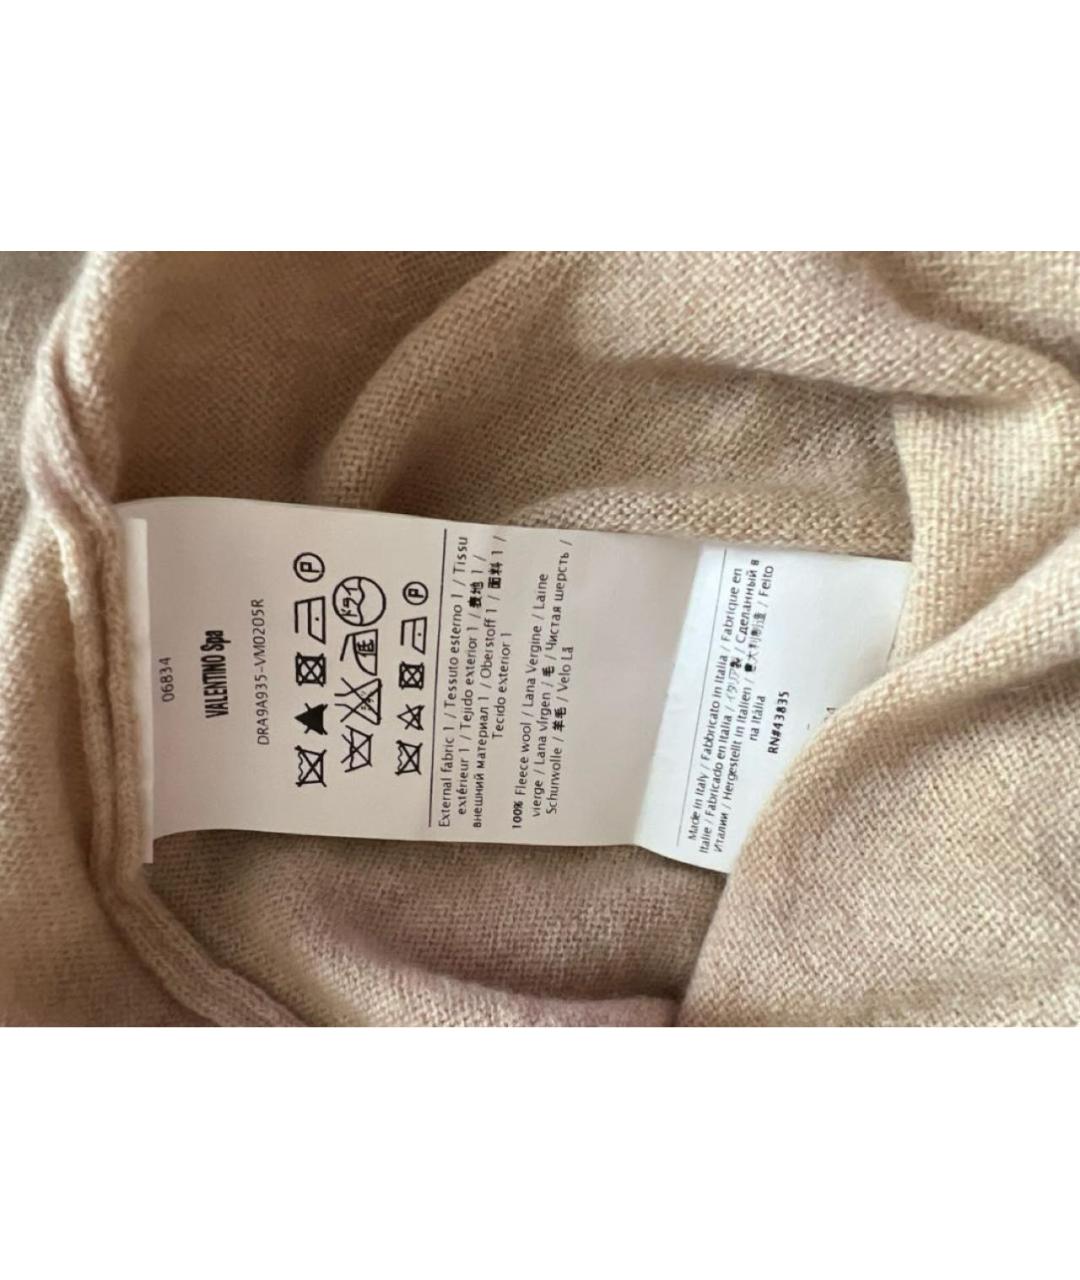 06834
VALENTINO Spa
DRA9A935-VM0205R
P
P
External fabric 1 / Tessuto esterno 1 / Tissu
extérieur 1 / Tejido exterior 1 / 表地 1 /
внешний материал 1 / Oberstoff 1 / 面料 1 /
Tecido exterior 1
100% Fleece wool / Lana Vergine / Laine
vierge / Lana virgen / 毛 / Чистая шерсть /
Schurwolle / 羊毛 / Velo Lã
Made in Italy / Fabbricato in Italia / Fabrique en
Italie / Fabricado en Italia / イタリア製 / Сделанный в
Италии / Hergestellt in Italien / 意大利制造 / Feito
na Itália
RN#43835